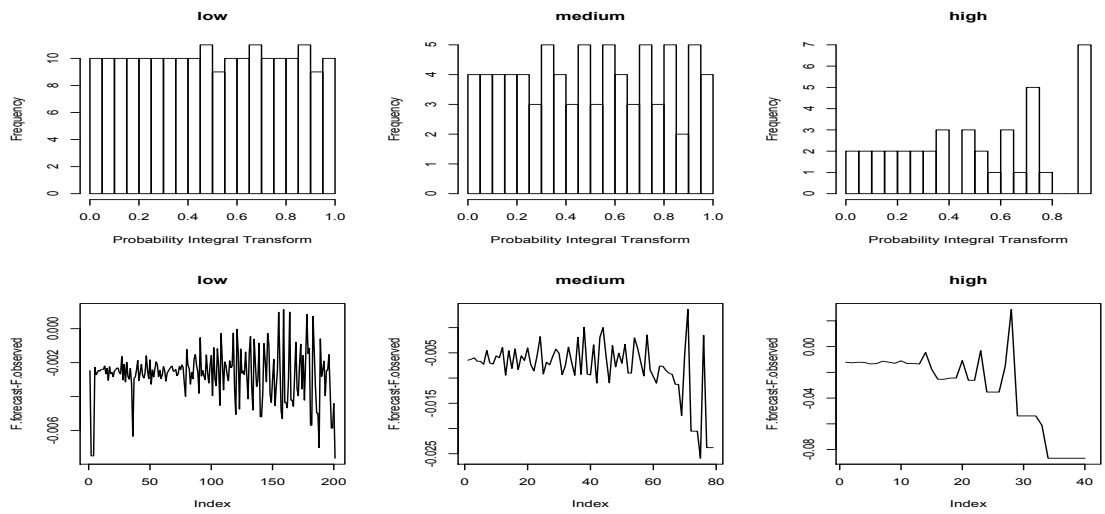 low
Frequency
0 2 4 6 8 10
0.0 0.2 0.4 0.6 0.8 1.0
Probability Integral Transform
medium
Frequency
0 1 2 3 4 5
0.0 0.2 0.4 0.6 0.8 1.0
Probability Integral Transform
high
Frequency
0 1 2 3 4 5 6 7
0.0 0.2 0.4 0.6 0.8
Probability Integral Transform
low
F.forecast-F.observed
-0.006 -0.002 0.000
0 50 100 150 200
Index
medium
F.forecast-F.observed
-0.025 -0.015 -0.005
0 20 40 60 80
Index
high
F.forecast-F.observed
-0.08 -0.04 0.00
0 10 20 30 40
Index